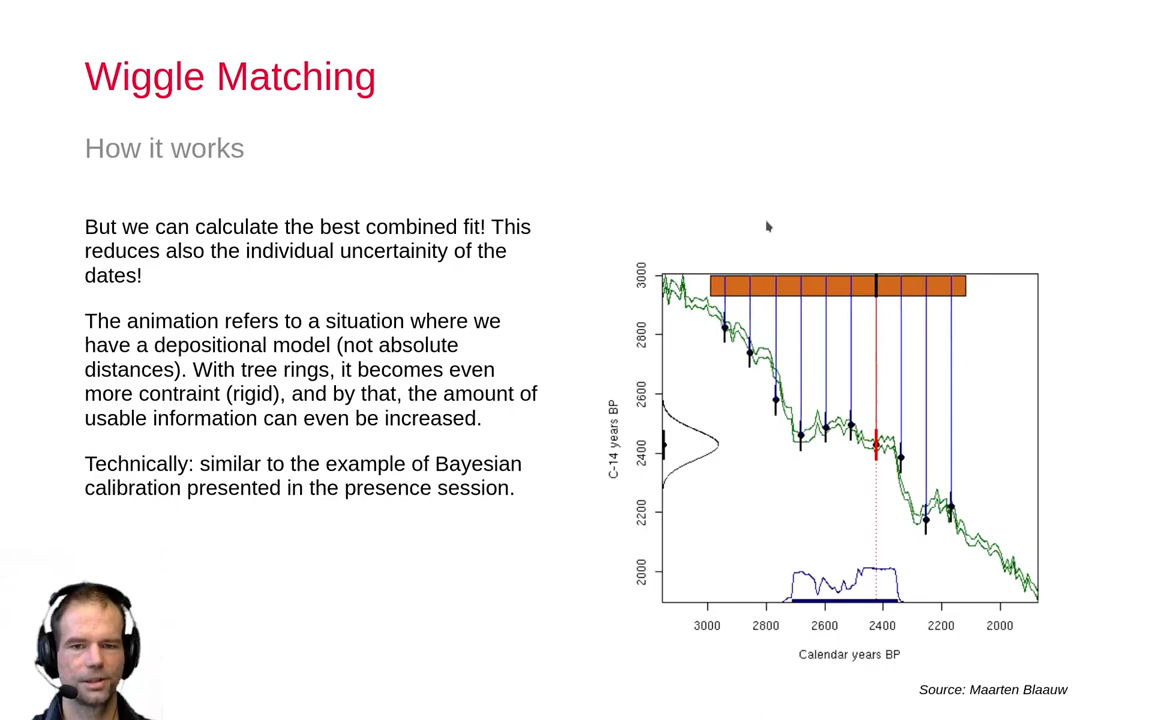 Wiggle Matching
How it works
But we can calculate the best combined fit! This
reduces also the individual uncertainity of the
dates!
The animation refers to a situation where we
have a depositional model (not absolute
distances). With tree rings, it becomes even
more contraint (rigid), and by that, the amount of
usable information can even be increased.
Technically: similar to the example of Bayesian
calibration presented in the presence session.
C-14 years BP
3000
2800
2600
2400
2200
2000
3000 2800 2600 2400 2200 2000
Calendar years BP
Source: Maarten Blaauw